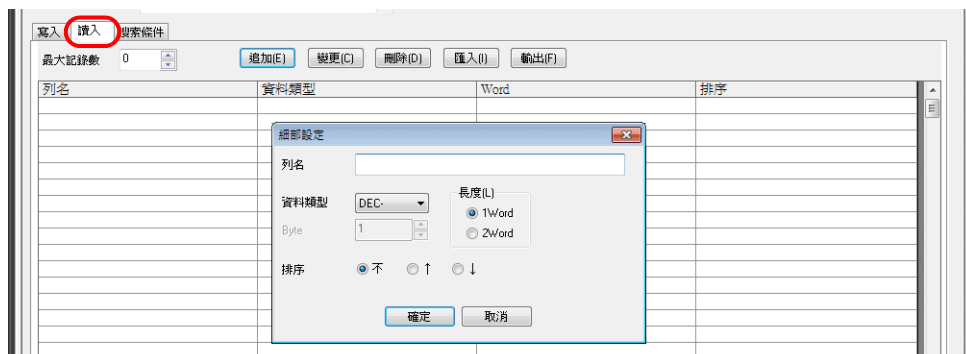 寫入 讀入 搜索條件
最大記錄數 0 追加(E) 變更(C) 刪除(D) 匯入(I) 輸出(F)
列名 資料類型 Word 排序
細部設定
列名
資料類型 DEC- 長度(L)
1Word
Byte 1 2Word
排序 不 ↑ ↓
確定 取消